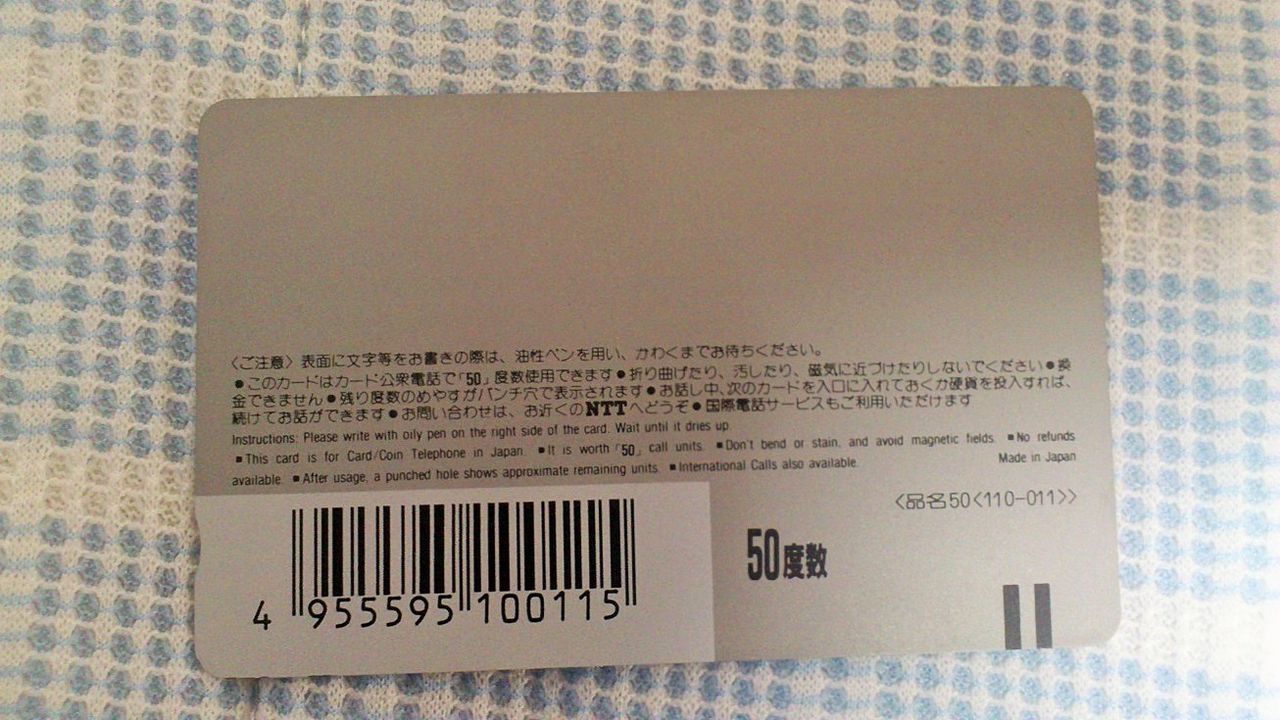 〈ご注意〉表面に文字等をお書きの際は、油性ペンを用い、かわくまでお待ちください。
●このカードはカード公衆電話で「50」度数使用できます●折り曲げたり、汚したり、磁気に近づけたりしないでください●換
金できません●残り度数のめやすがパンチ穴で表示されます●お話し中、次のカードを入口に入れておくか硬貨を投入すれば、
続けてお話ができます●お問い合わせは、お近くのNTTへどうぞ●国際電話サービスもご利用いただけます
Instructions: Please write with oily pen on the right side of the card. Wait until it dries up.
■This card is for Card/Coin Telephone in Japan. ■It is worth「50」call units. ■Don't bend or stain, and avoid magnetic fields. ■No refunds
available. ■After usage, a punched hole shows approximate remaining units. ■International Calls also available. Made in Japan
〈品名50〈110-011〉〉
50度数
4 955595 100115